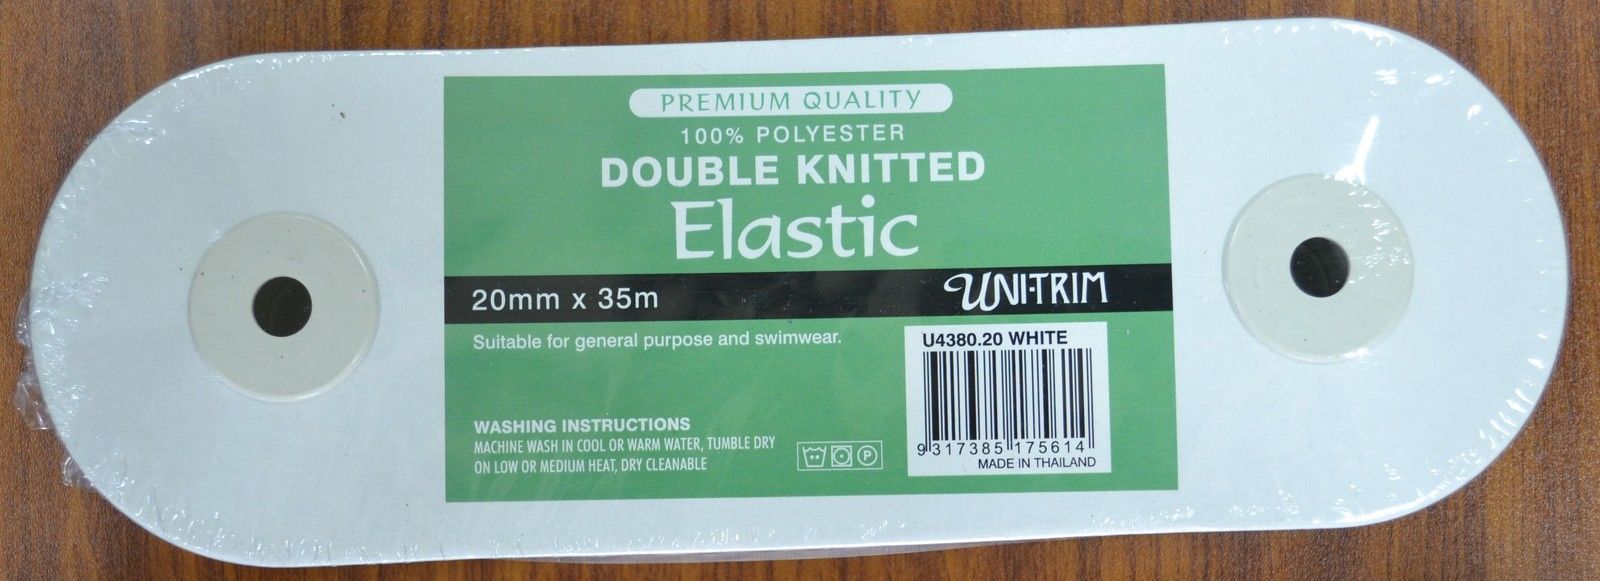 PREMIUM QUALITY
100% POLYESTER
DOUBLE KNITTED
Elastic
20mm x 35m
UNI-TRIM
Suitable for general purpose and swimwear.
U4380.20 WHITE
9 317385 175614
MADE IN THAILAND
WASHING INSTRUCTIONS
MACHINE WASH IN COOL OR WARM WATER, TUMBLE DRY
ON LOW OR MEDIUM HEAT, DRY CLEANABLE
P